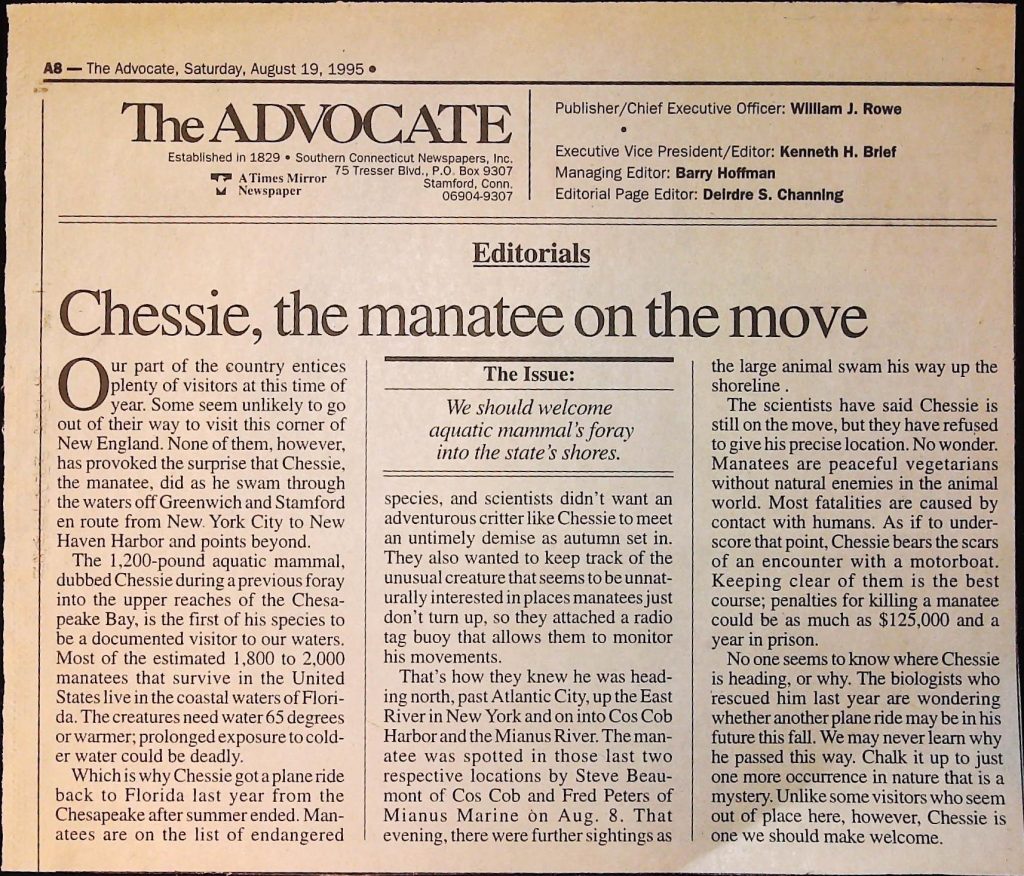 A8 — The Advocate, Saturday, August 19, 1995 •
The ADVOCATE
Established in 1829 • Southern Connecticut Newspapers, Inc.
75 Tresser Blvd., P.O. Box 9307
Stamford, Conn.
06904-9307
A Times Mirror
Newspaper
Publisher/Chief Executive Officer: William J. Rowe
Executive Vice President/Editor: Kenneth H. Brief
Managing Editor: Barry Hoffman
Editorial Page Editor: Deirdre S. Channing
Editorials
Chessie, the manatee on the move
Our part of the country entices
plenty of visitors at this time of
year. Some seem unlikely to go
out of their way to visit this corner of
New England. None of them, however,
has provoked the surprise that Chessie,
the manatee, did as he swam through
the waters off Greenwich and Stamford
en route from New York City to New
Haven Harbor and points beyond.
The 1,200-pound aquatic mammal,
dubbed Chessie during a previous foray
into the upper reaches of the Chesa-
peake Bay, is the first of his species to
be a documented visitor to our waters.
Most of the estimated 1,800 to 2,000
manatees that survive in the United
States live in the coastal waters of Flori-
da. The creatures need water 65 degrees
or warmer; prolonged exposure to cold-
er water could be deadly.
Which is why Chessie got a plane ride
back to Florida last year from the
Chesapeake after summer ended. Man-
atees are on the list of endangered
The Issue:
We should welcome
aquatic mammal's foray
into the state's shores.
species, and scientists didn't want an
adventurous critter like Chessie to meet
an untimely demise as autumn set in.
They also wanted to keep track of the
unusual creature that seems to be unnat-
urally interested in places manatees just
don't turn up, so they attached a radio
tag buoy that allows them to monitor
his movements.
That's how they knew he was head-
ing north, past Atlantic City, up the East
River in New York and on into Cos Cob
Harbor and the Mianus River. The man-
atee was spotted in those last two
respective locations by Steve Beau-
mont of Cos Cob and Fred Peters of
Mianus Marine on Aug. 8. That
evening, there were further sightings as
the large animal swam his way up the
shoreline .
The scientists have said Chessie is
still on the move, but they have refused
to give his precise location. No wonder.
Manatees are peaceful vegetarians
without natural enemies in the animal
world. Most fatalities are caused by
contact with humans. As if to under-
score that point, Chessie bears the scars
of an encounter with a motorboat.
Keeping clear of them is the best
course; penalties for killing a manatee
could be as much as $125,000 and a
year in prison.
No one seems to know where Chessie
is heading, or why. The biologists who
rescued him last year are wondering
whether another plane ride may be in his
future this fall. We may never learn why
he passed this way. Chalk it up to just
one more occurrence in nature that is a
mystery. Unlike some visitors who seem
out of place here, however, Chessie is
one we should make welcome.